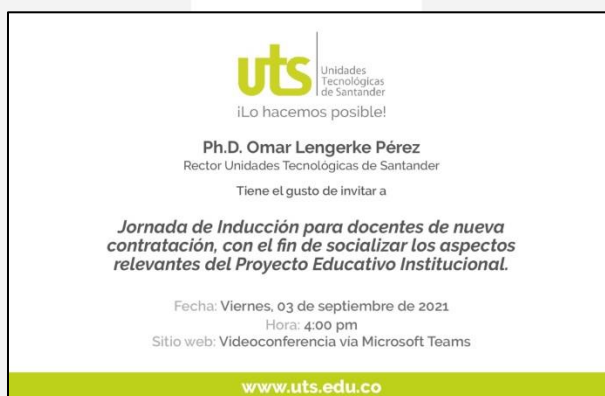 uts
Unidades
Tecnológicas
de Santander
¡Lo hacemos posible!
Ph.D. Omar Lengerke Pérez
Rector Unidades Tecnológicas de Santander
Tiene el gusto de invitar a
Jornada de Inducción para docentes de nueva
contratación, con el fin de socializar los aspectos
relevantes del Proyecto Educativo Institucional.
Fecha: Viernes, 03 de septiembre de 2021
Hora: 4:00 pm
Sitio web: Videoconferencia vía Microsoft Teams
www.uts.edu.co